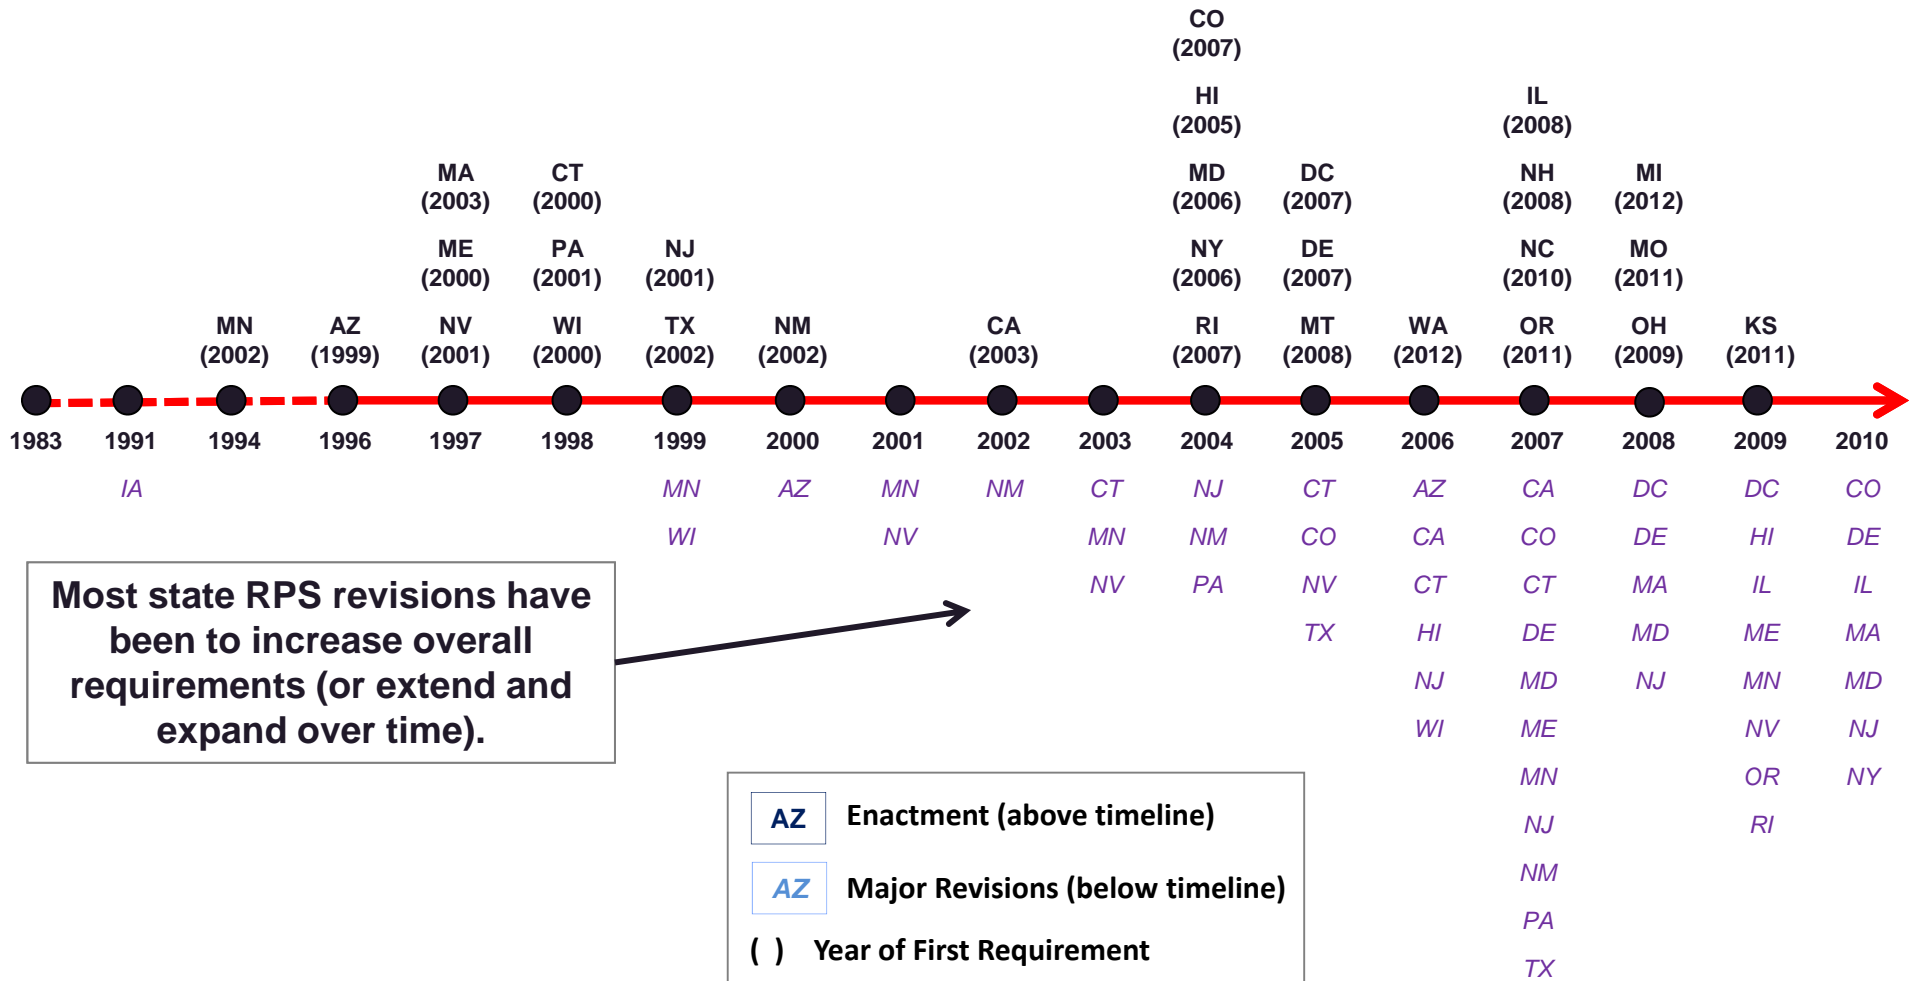 CO
(2007)
HI
(2005)
IL
(2008)
MA
(2003)
CT
(2000)
MD
(2006)
DC
(2007)
NH
(2008)
MI
(2012)
ME
(2000)
PA
(2001)
NJ
(2001)
NY
(2006)
DE
(2007)
NC
(2010)
MO
(2011)
MN
(2002)
AZ
(1999)
NV
(2001)
WI
(2000)
TX
(2002)
NM
(2002)
CA
(2003)
RI
(2007)
MT
(2008)
WA
(2012)
OR
(2011)
OH
(2009)
KS
(2011)
1983 1991 1994 1996 1997 1998 1999 2000 2001 2002 2003 2004 2005 2006 2007 2008 2009 2010
IA MN AZ MN NM CT NJ CT AZ CA DC DC CO
WI NV MN NM CO CA CO DE HI DE
NV PA NV CT CT MA IL IL
TX HI DE MD ME MA
NJ MD NJ MN MD
WI ME NV NJ
MN OR NY
NJ RI
NM
PA
TX
Most state RPS revisions have
been to increase overall
requirements (or extend and
expand over time).
AZ Enactment (above timeline)
AZ Major Revisions (below timeline)
( ) Year of First Requirement